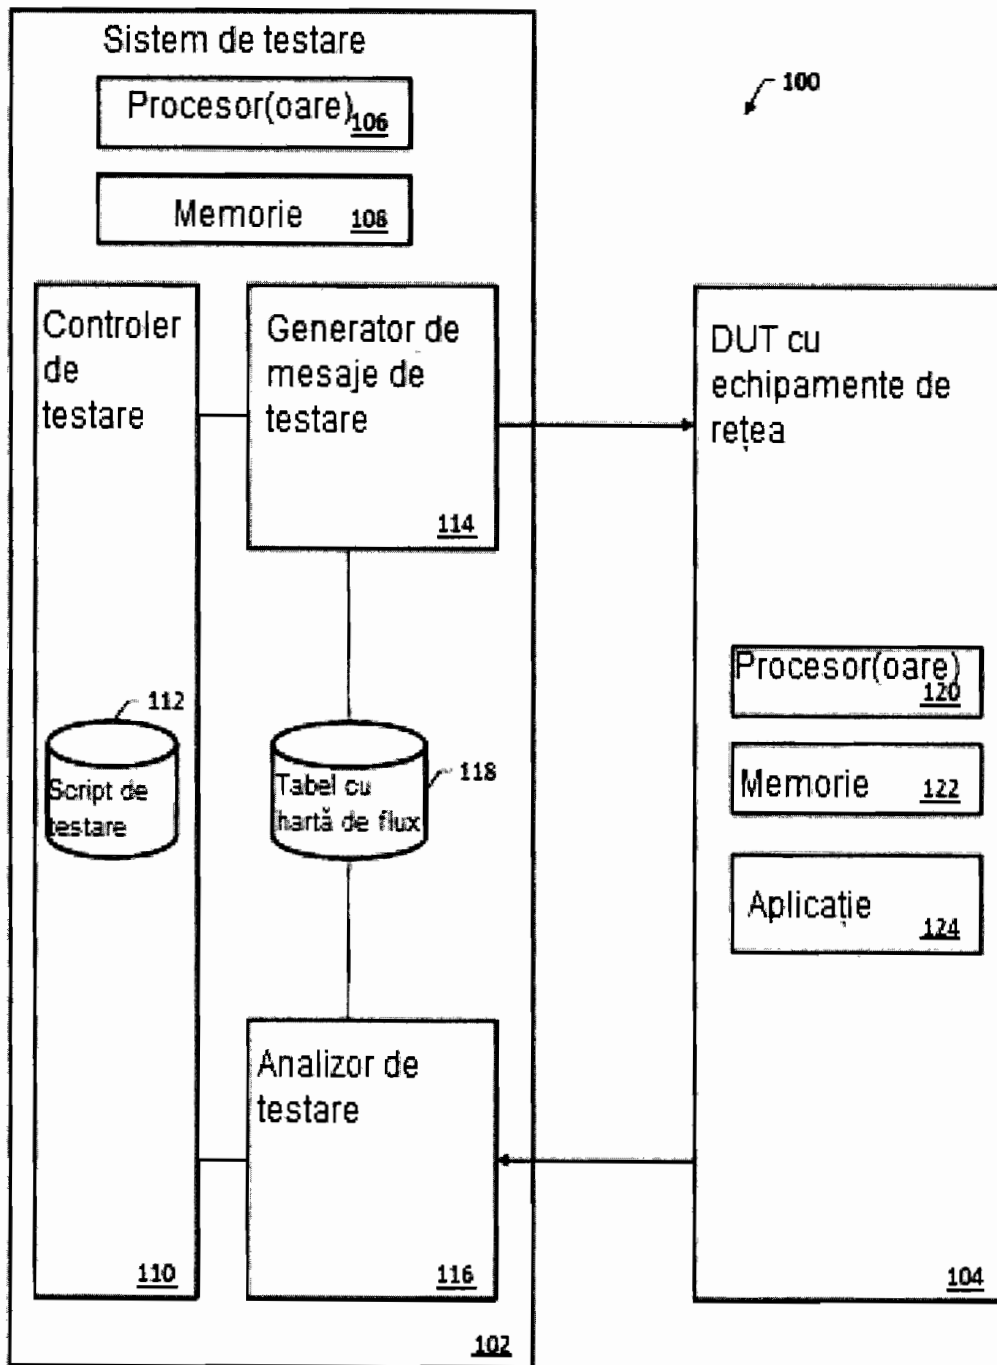 Sistem de testare
Procesor(oare) 106
Memorie 108
100
Controler
de
testare
Generator de
mesaje de
testare
114
DUT cu
echipamente de
rețea
112
Script de
testare
Tabel cu
hartă de flux
118
Procesor(oare)
120
Memorie 122
Aplicație 124
Analizor de
testare
110
116
104
102